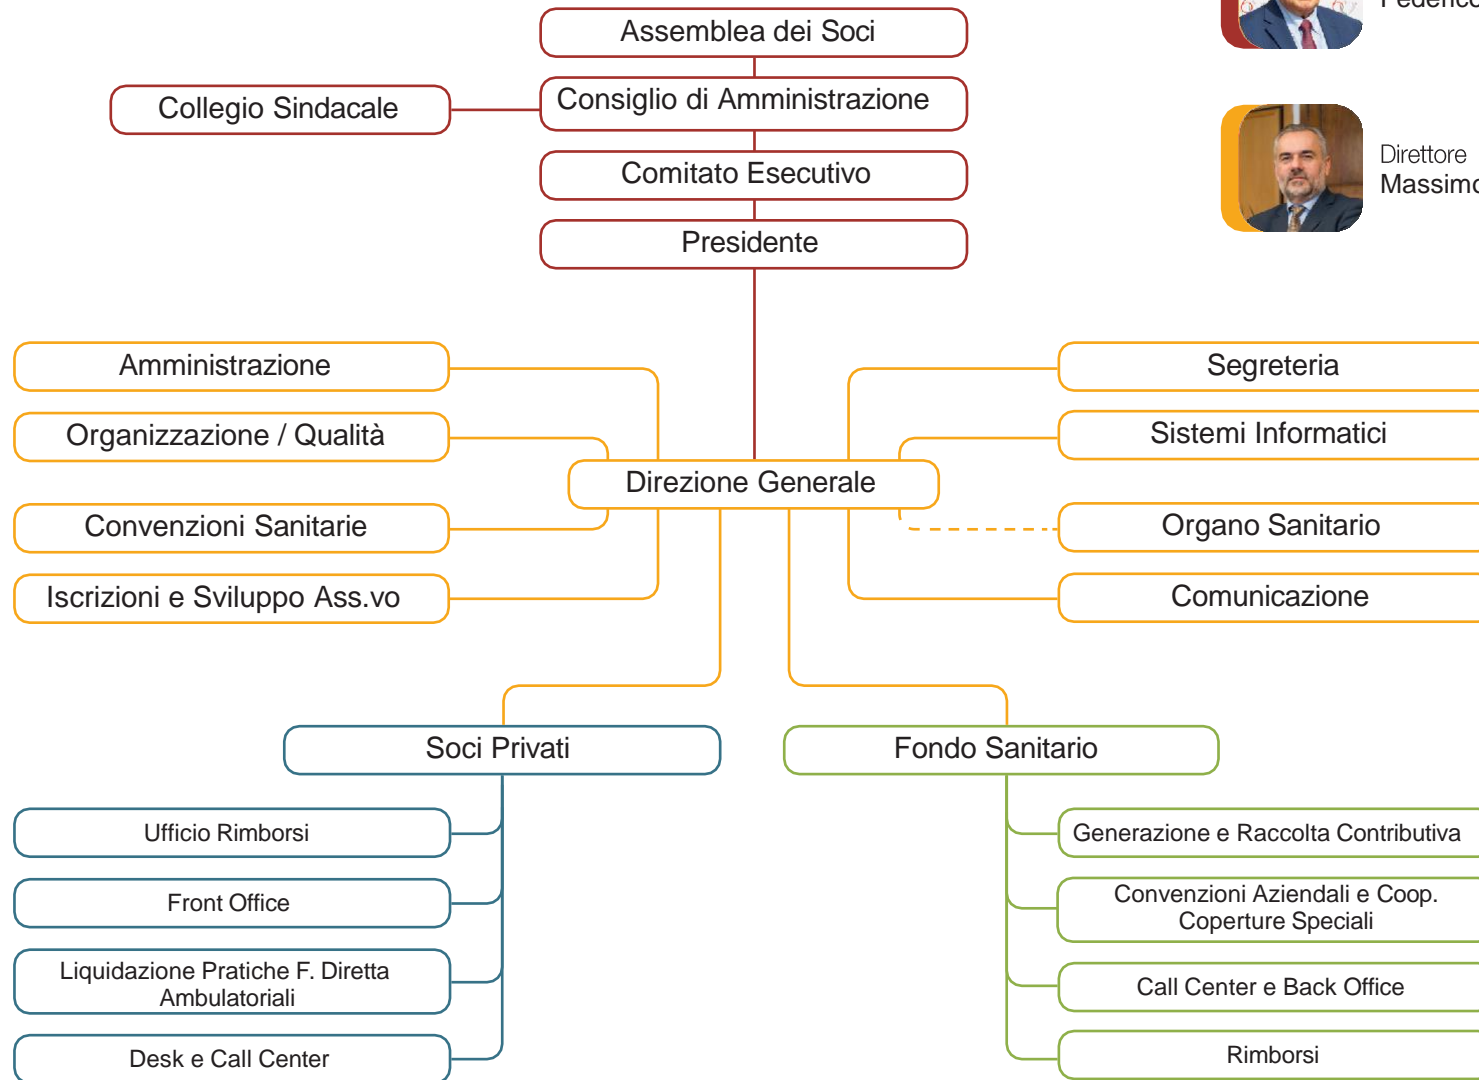 Assemblea dei Soci
Collegio Sindacale
Consiglio di Amministrazione
Comitato Esecutivo
Presidente
Direttore
Amministrazione
Organizzazione / Qualità
Convenzioni Sanitarie
Iscrizioni e Sviluppo Ass.vo
Direzione Generale
Segreteria
Sistemi Informatici
Organo Sanitario
Comunicazione
Soci Privati
Ufficio Rimborsi
Front Office
Liquidazione Pratiche F. Diretta
Ambulatoriali
Desk e Call Center
Fondo Sanitario
Generazione e Raccolta Contributiva
Convenzioni Aziendali e Coop.
Coperture Speciali
Call Center e Back Office
Rimborsi